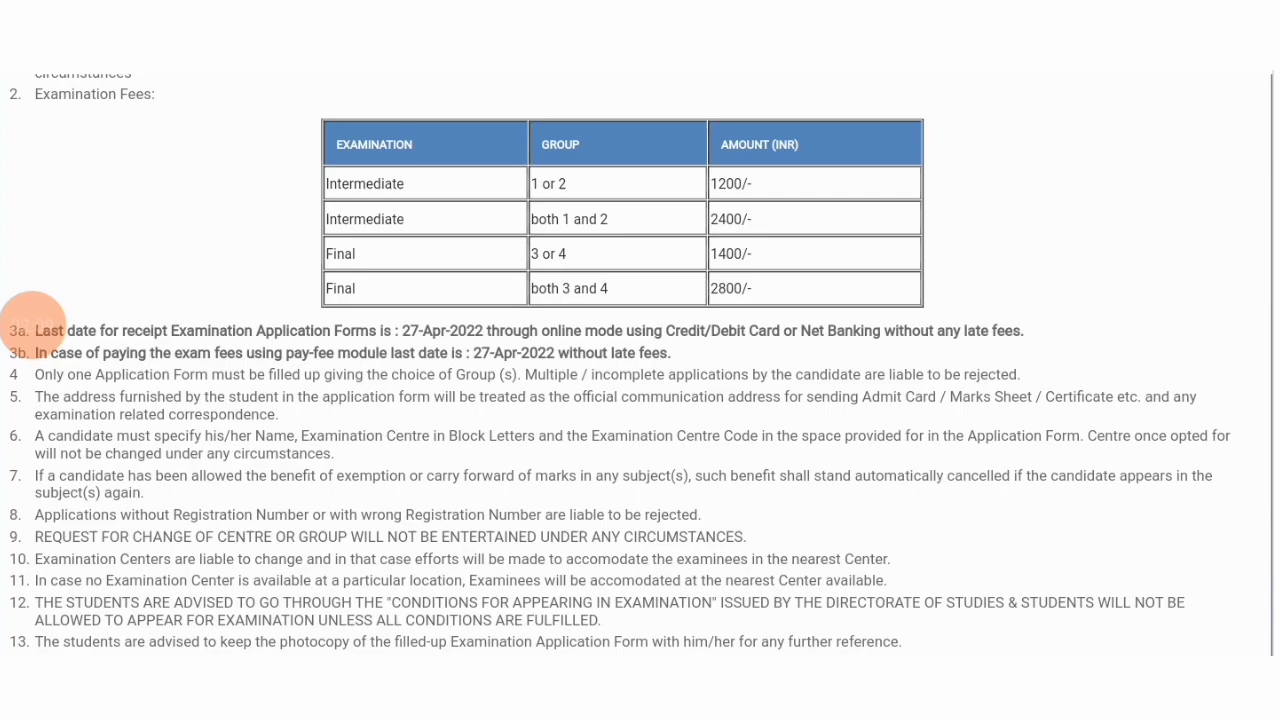 circumstances
2. Examination Fees:
EXAMINATION GROUP AMOUNT (INR)
Intermediate 1 or 2 1200/-
Intermediate both 1 and 2 2400/-
Final 3 or 4 1400/-
Final both 3 and 4 2800/-
3a. Last date for receipt Examination Application Forms is : 27-Apr-2022 through online mode using Credit/Debit Card or Net Banking without any late fees.
3b. In case of paying the exam fees using pay-fee module last date is : 27-Apr-2022 without late fees.
4 Only one Application Form must be filled up giving the choice of Group (s). Multiple / incomplete applications by the candidate are liable to be rejected.
5. The address furnished by the student in the application form will be treated as the official communication address for sending Admit Card / Marks Sheet / Certificate etc. and any
examination related correspondence.
6. A candidate must specify his/her Name, Examination Centre in Block Letters and the Examination Centre Code in the space provided for in the Application Form. Centre once opted for
will not be changed under any circumstances.
7. If a candidate has been allowed the benefit of exemption or carry forward of marks in any subject(s), such benefit shall stand automatically cancelled if the candidate appears in the
subject(s) again.
8. Applications without Registration Number or with wrong Registration Number are liable to be rejected.
9. REQUEST FOR CHANGE OF CENTRE OR GROUP WILL NOT BE ENTERTAINED UNDER ANY CIRCUMSTANCES.
10. Examination Centers are liable to change and in that case efforts will be made to accomodate the examinees in the nearest Center.
11. In case no Examination Center is available at a particular location, Examinees will be accomodated at the nearest Center available.
12. THE STUDENTS ARE ADVISED TO GO THROUGH THE "CONDITIONS FOR APPEARING IN EXAMINATION" ISSUED BY THE DIRECTORATE OF STUDIES & STUDENTS WILL NOT BE
ALLOWED TO APPEAR FOR EXAMINATION UNLESS ALL CONDITIONS ARE FULFILLED.
13. The students are advised to keep the photocopy of the filled-up Examination Application Form with him/her for any further reference.